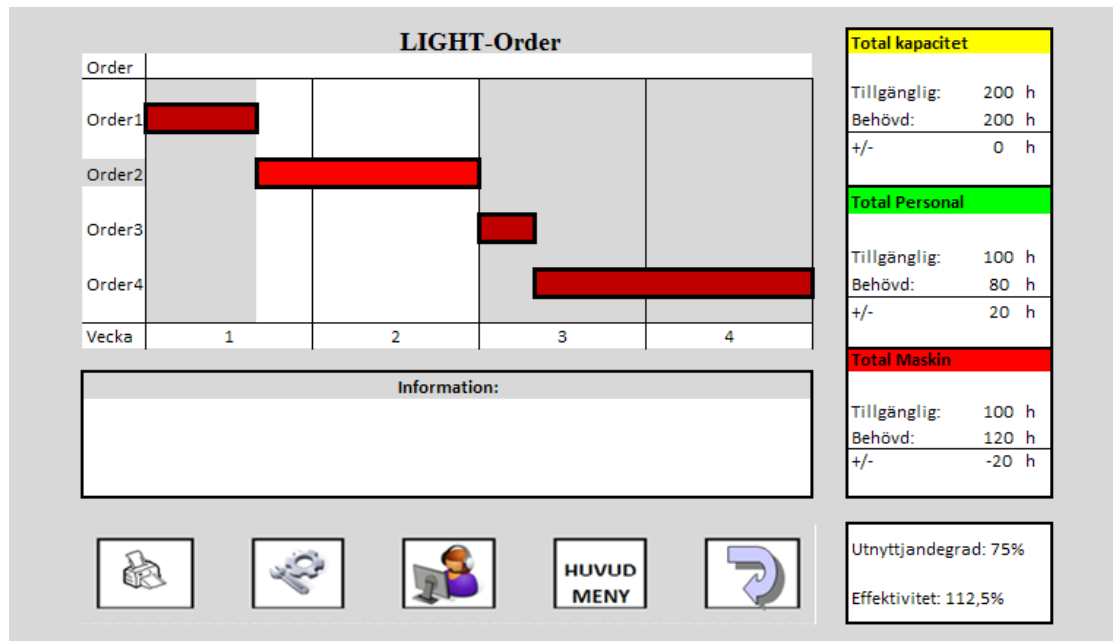 LIGHT-Order
Order
Order1
Order2
Order3
Order4
Vecka 1 2 3 4
Information:
HUVUD
MENY
Total kapacitet
Tillgänglig: 200 h
Behövd: 200 h
+/- 0 h
Total Personal
Tillgänglig: 100 h
Behövd: 80 h
+/- 20 h
Total Maskin
Tillgänglig: 100 h
Behövd: 120 h
+/- -20 h
Utnyttjandegrad: 75%
Effektivitet: 112,5%